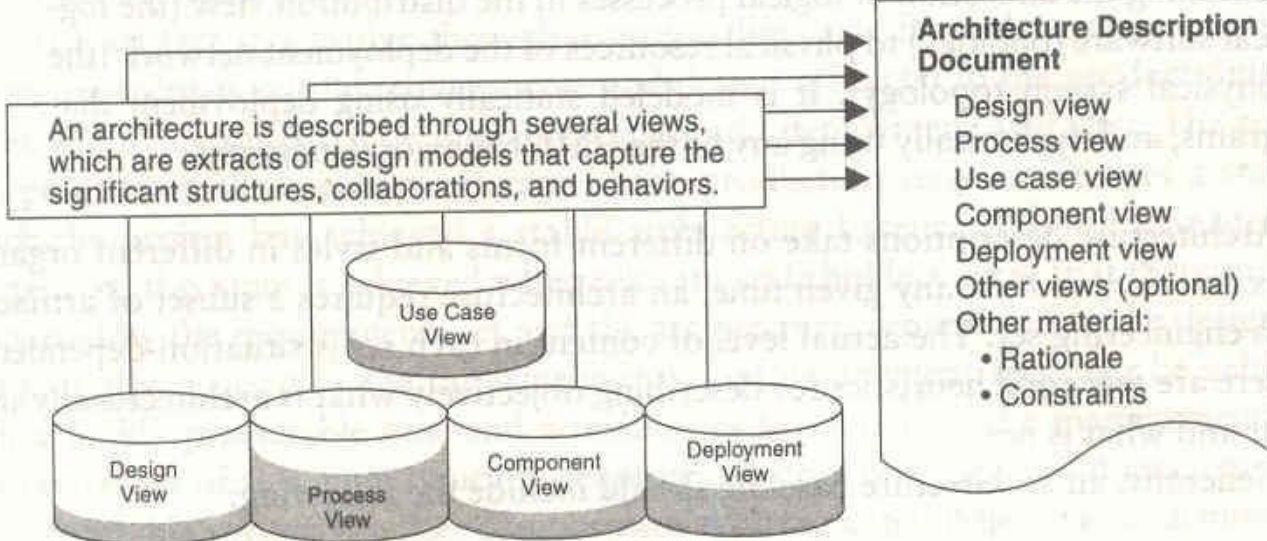 An architecture is described through several views,
which are extracts of design models that capture the
significant structures, collaborations, and behaviors.
Use Case
View
Design
View
Process
View
Component
View
Deployment
View
Architecture Description
Document
Design view
Process view
Use case view
Component view
Deployment view
Other views (optional)
Other material:
• Rationale
• Constraints